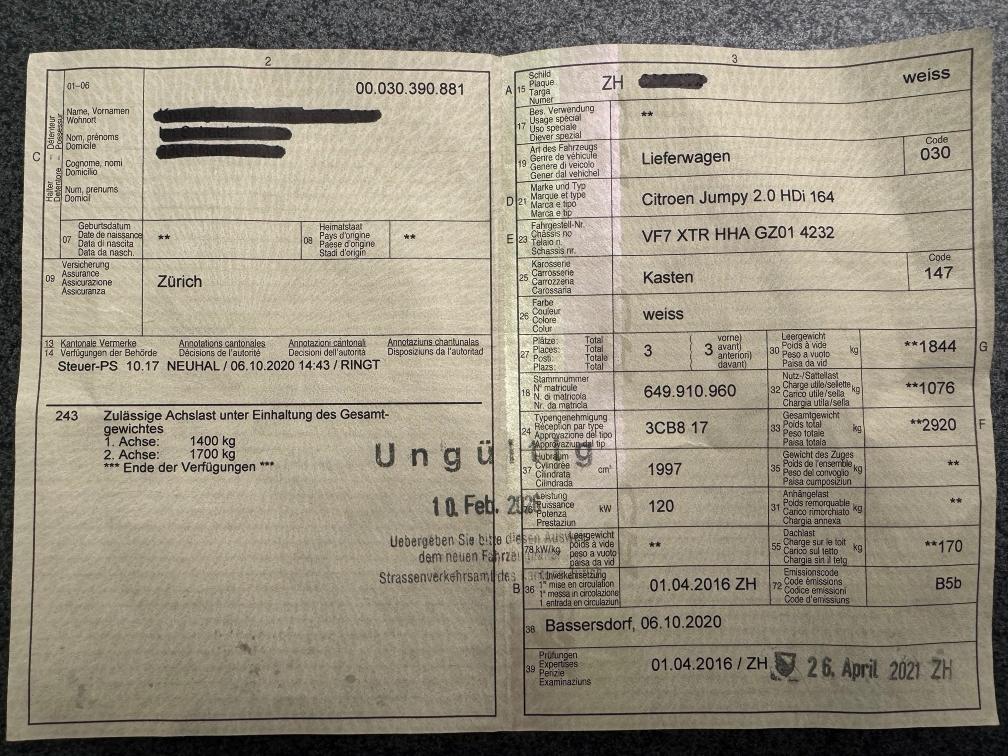 2
01-06
00.030.390.881
C
Halter Détenteur
Detentore Possessur
Name, Vornamen
Wohnort
Nom, prénoms
Domicile
Cognome, nomi
Domicilio
Num, prenums
Domicil
07
Geburtsdatum
Date de naissance
Data di nascita
Data da nasch.
**
08
Heimatstaat
Pays d'origine
Paese d'origine
Stadi d'origin
**
09
Versicherung
Assurance
Assicurazione
Assicuranza
Zürich
13 Kantonale Vermerke Annotations cantonales Annotazioni cantonali Annotaziuns chantunalas
14 Verfügungen der Behörde Décisions de l'autorité Decisioni dell'autorità Disposiziuns da l'autoritad
Steuer-PS 10.17 NEUHAL / 06.10.2020 14:43 / RINGT
243 Zulässige Achslast unter Einhaltung des Gesamt-
gewichtes
1. Achse: 1400 kg
2. Achse: 1700 kg
*** Ende der Verfügungen ***
Ungültig
10. Feb.
Uebergeben Sie bitte diesen
dem neuen
Strassenverkehrsamt des
3
A 15
Schild
Plaque
Targa
Numer
ZH
weiss
17
Bes. Verwendung
Usage spécial
Uso speciale
Diever spezial
**
19
Art des Fahrzeugs
Genre de véhicule
Genere di veicolo
Gener dal vehichel
Lieferwagen
Code
030
D 21
Marke und Typ
Marque et type
Marca e tipo
Marca e tip
Citroen Jumpy 2.0 HDi 164
E 23
Fahrgestell-Nr.
Châssis no
Telaio n.
Schassis nr.
VF7 XTR HHA GZ01 4232
25
Karosserie
Carrosserie
Carrozzeria
Carossaria
Kasten
Code
147
26
Farbe
Couleur
Colore
Colur
weiss
27
Plätze: Total
Places: Total
Posti: Totale
Plazs: Total
3
3
vorne)
avant)
anteriori)
davant)
30
Leergewicht
Poids à vide
Peso a vuoto
Paisa da vid
kg
**1844
G
18
Stammnummer
N° matricule
N. di matricola
Nr. da matricla
649.910.960
32
Nutz-/Sattellast
Charge utile/sellette
Carico utile/sella
Chargia utila/sella
kg
**1076
24
Typengenehmigung
Réception par type
Approvazione del tipo
Approvaziun dal tip
3CB8 17
33
Gesamtgewicht
Poids total
Peso totale
Paisa totala
kg
**2920
F
37
Hubraum
Cylindrée
Cilindrata
Cilindrada
cm³
1997
35
Gewicht des Zuges
Poids de l'ensemble
Peso del convoglio
Paisa cumposiziun
kg
**
Leistung
Puissance
Potenza
Prestaziun
kW
120
31
Anhängelast
Poids remorquable
Carico rimorchiato
Chargia annexa
kg
**
78 kW/kg
Leergewicht
poids à vide
peso a vuoto
paisa da vid
**
55
Dachlast
Charge sur le toit
Carico sul tetto
Chargia sin il tetg
kg
**170
B 36
1. Inverkehrsetzung
1re mise en circulation
1a messa in circolazione
1 entrada en circulaziun
01.04.2016 ZH
72
Emissionscode
Code émissions
Codice emissioni
Code d'emissiuns
B5b
38
Bassersdorf, 06.10.2020
39
Prüfungen
Expertises
Perizie
Examinaziuns
01.04.2016 / ZH
26. April 2021 ZH